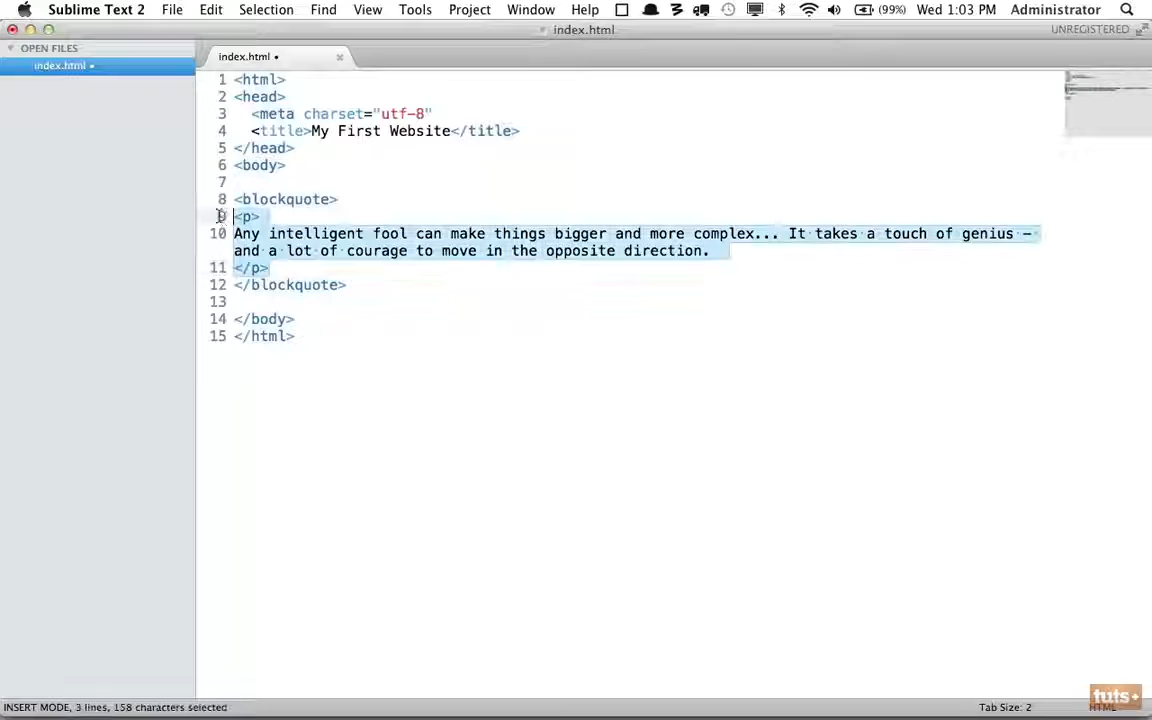 Sublime Text 2 File Edit Selection Find View Tools Project Window Help (99%) Wed 1:03 PM Administrator
index.html UNREGISTERED
OPEN FILES
index.html •
index.html •
1 <html>
2 <head>
3 <meta charset="utf-8"
4 <title>My First Website</title>
5 </head>
6 <body>
7
8 <blockquote>
9 <p>
10 Any intelligent fool can make things bigger and more complex... It takes a touch of genius -
and a lot of courage to move in the opposite direction.
11 </p>
12 </blockquote>
13
14 </body>
15 </html>
INSERT MODE, 3 lines, 158 characters selected Tab Size: 2 HTML
tuts+